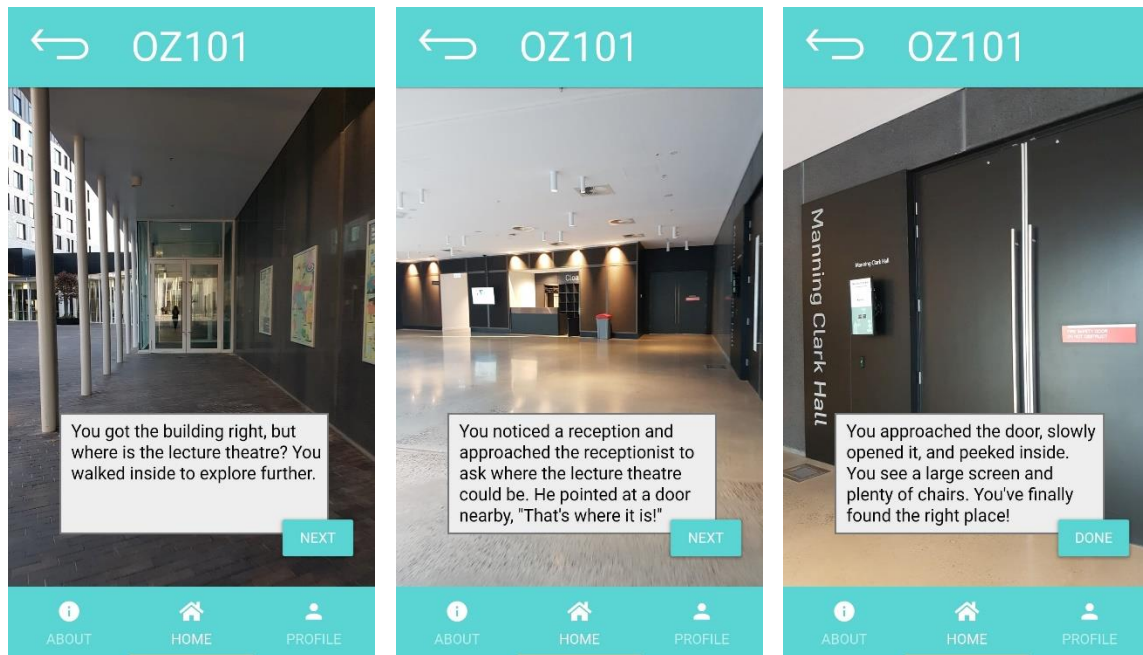 OZ101
You got the building right, but
where is the lecture theatre? You
walked inside to explore further.
NEXT
ABOUT
HOME
PROFILE
OZ101
Cloa
You noticed a reception and
approached the receptionist to
ask where the lecture theatre
could be. He pointed at a door
nearby, "That's where it is!"
NEXT
ABOUT
HOME
PROFILE
OZ101
Manning Clark Hall
Manning Clark Hall
You approached the door, slowly
opened it, and peeked inside.
You see a large screen and
plenty of chairs. You've finally
found the right place!
DONE
ABOUT
HOME
PROFILE